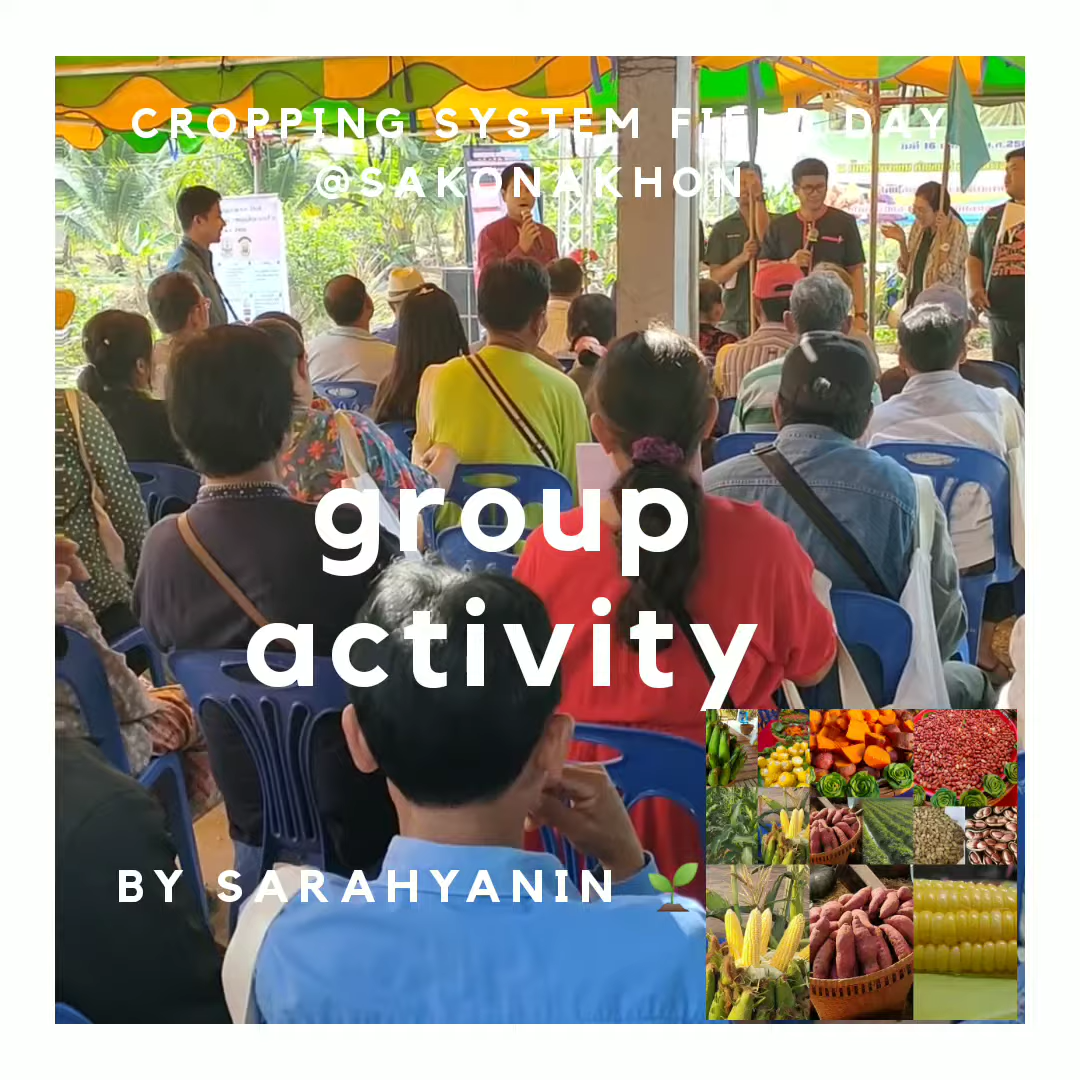 CROPPING SYSTEM FIELD DAY
@SAKONAKHON
group
activity
BY SARAHYANIN 🌱